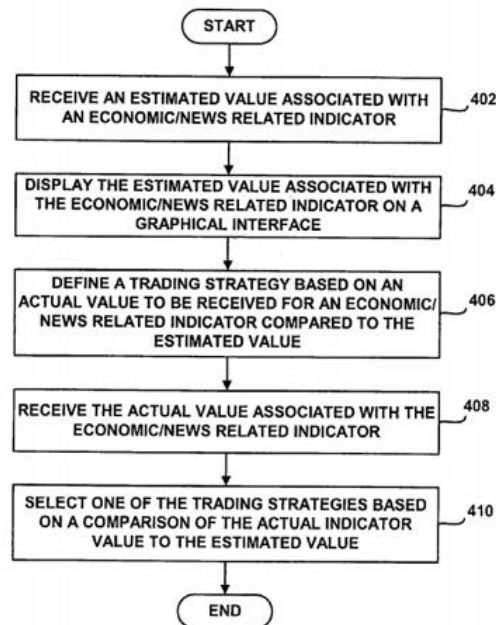 START
RECEIVE AN ESTIMATED VALUE ASSOCIATED WITH
AN ECONOMIC/NEWS RELATED INDICATOR
402
DISPLAY THE ESTIMATED VALUE ASSOCIATED WITH
THE ECONOMIC/NEWS RELATED INDICATOR ON A
GRAPHICAL INTERFACE
404
DEFINE A TRADING STRATEGY BASED ON AN
ACTUAL VALUE TO BE RECEIVED FOR AN ECONOMIC/
NEWS RELATED INDICATOR COMPARED TO THE
ESTIMATED VALUE
406
RECEIVE THE ACTUAL VALUE ASSOCIATED WITH THE
ECONOMIC/NEWS RELATED INDICATOR
408
SELECT ONE OF THE TRADING STRATEGIES BASED
ON A COMPARISON OF THE ACTUAL INDICATOR
VALUE TO THE ESTIMATED VALUE
410
END